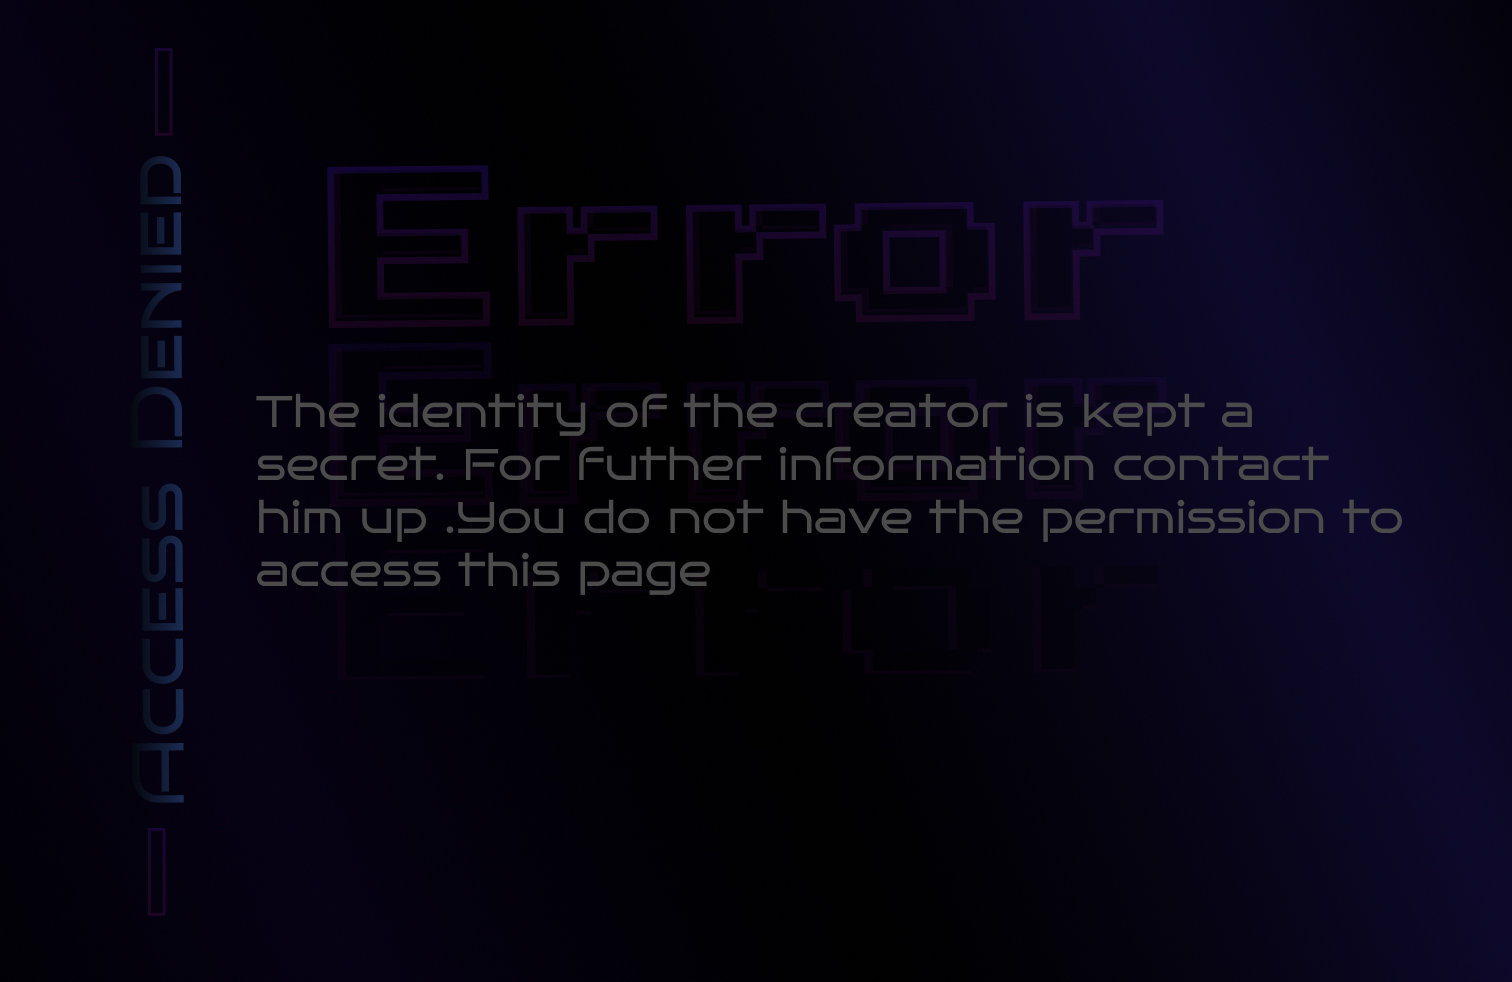 Access Denied
Error
Error
Error
The identity of the creator is kept a
secret. For futher information contact
him up .You do not have the permission to
access this page